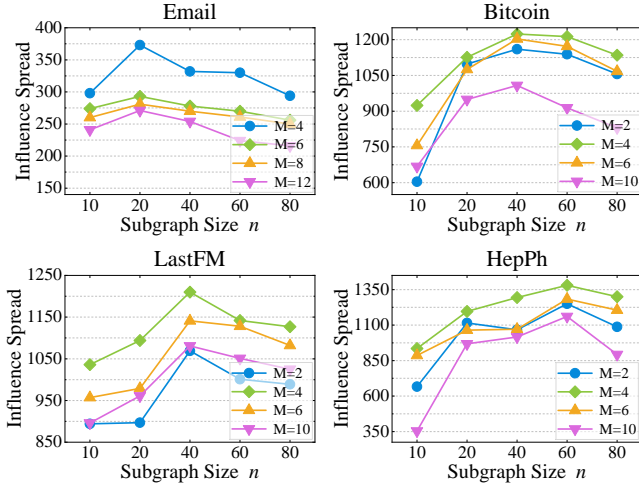 Email
Influence Spread
400
350
300
250
200
150
10 20 40 60 80
Subgraph Size n
M=4
M=6
M=8
M=12
Bitcoin
Influence Spread
1200
1050
900
750
600
10 20 40 60 80
Subgraph Size n
M=2
M=4
M=6
M=10
LastFM
Influence Spread
1250
1150
1050
950
850
10 20 40 60 80
Subgraph Size n
M=2
M=4
M=6
M=10
HepPh
Influence Spread
1350
1100
850
600
350
10 20 40 60 80
Subgraph Size n
M=2
M=4
M=6
M=10